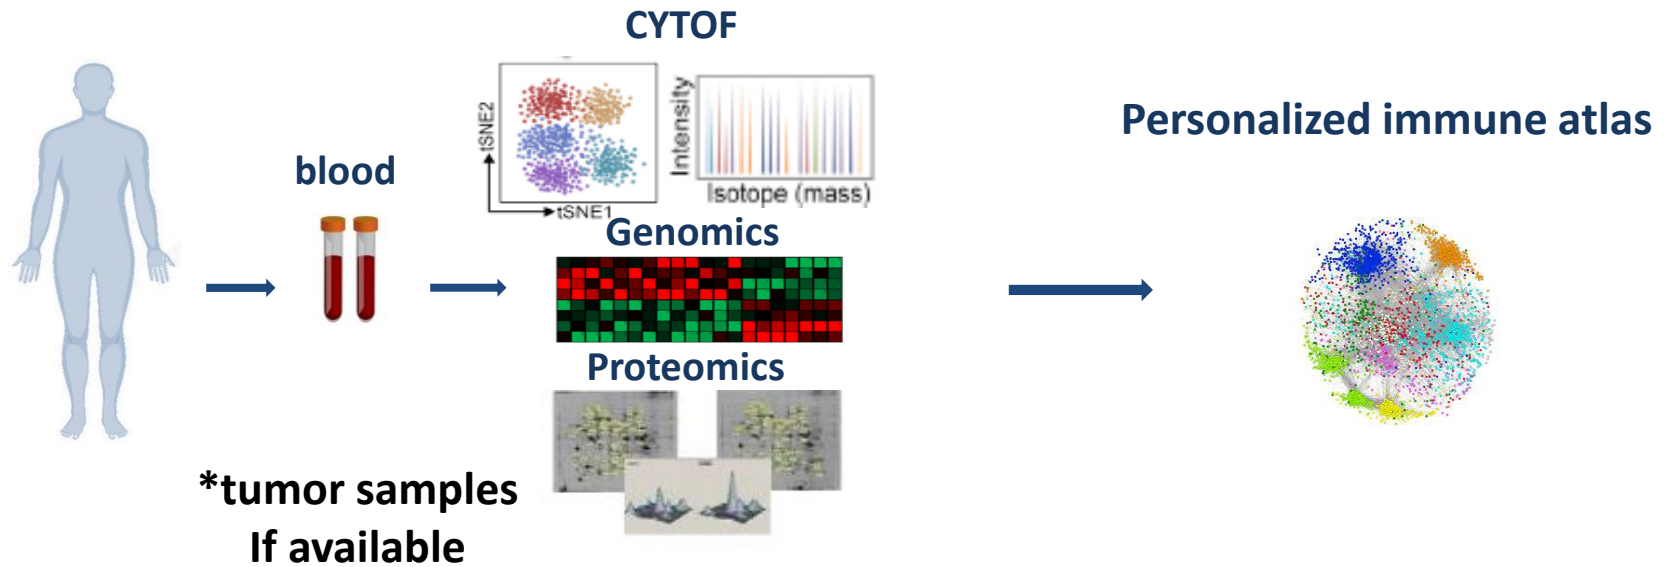 CYTOF
tSNE2
tSNE1
Intensity
Isotope (mass)
Personalized immune atlas
blood
Genomics
Proteomics
*tumor samples
If available